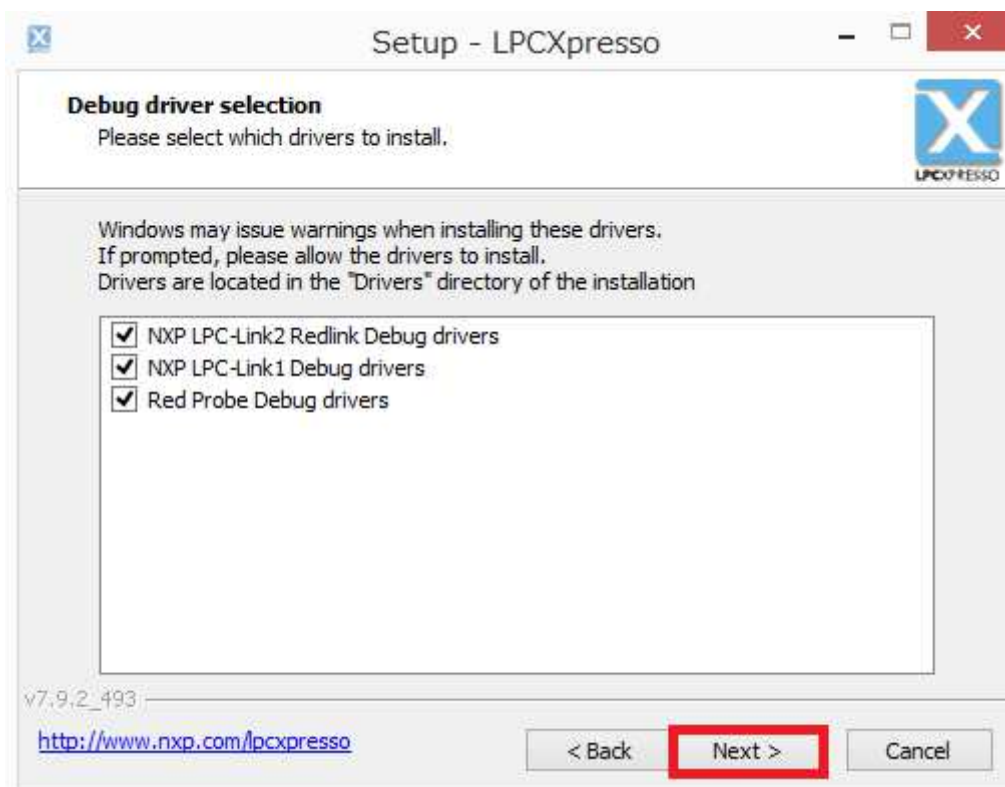 Setup - LPCXpresso
Debug driver selection
Please select which drivers to install.
LPCXPRESSO
Windows may issue warnings when installing these drivers.
If prompted, please allow the drivers to install.
Drivers are located in the "Drivers" directory of the installation
NXP LPC-Link2 Redlink Debug drivers
NXP LPC-Link1 Debug drivers
Red Probe Debug drivers
v7.9.2_493
http://www.nxp.com/lpcxpresso
< Back
Next >
Cancel